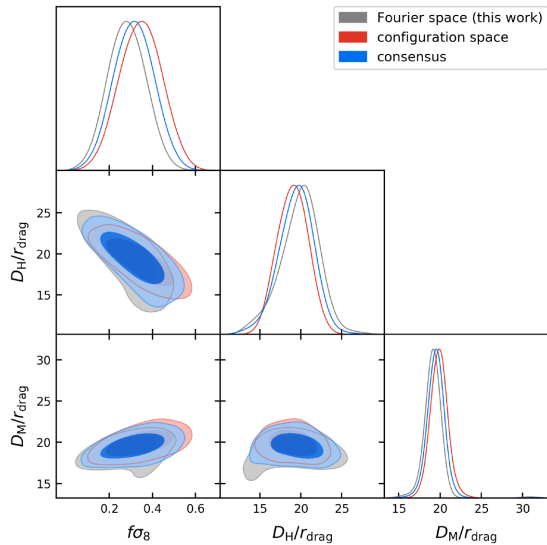 Fourier space (this work)
configuration space
consensus
25
20
15
D_H/r_drag
30
25
20
15
D_M/r_drag
0.2 0.4 0.6
15 20 25
15 20 25 30
fσ₈
D_H/r_drag
D_M/r_drag